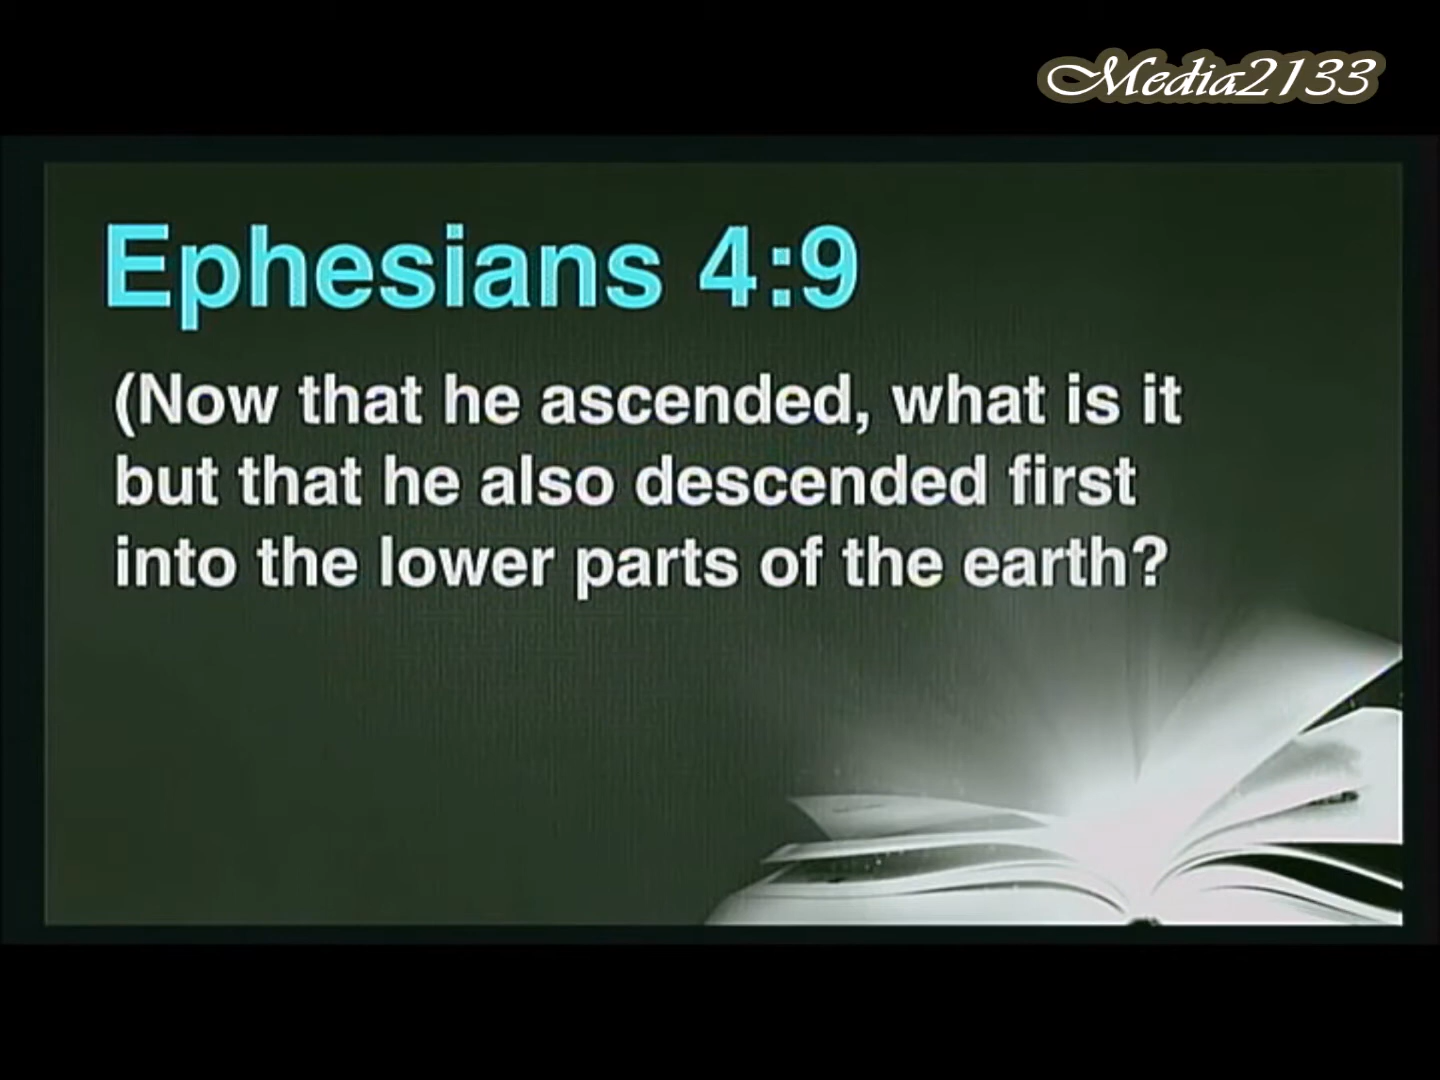 Media2133
Ephesians 4:9
(Now that he ascended, what is it
but that he also descended first
into the lower parts of the earth?